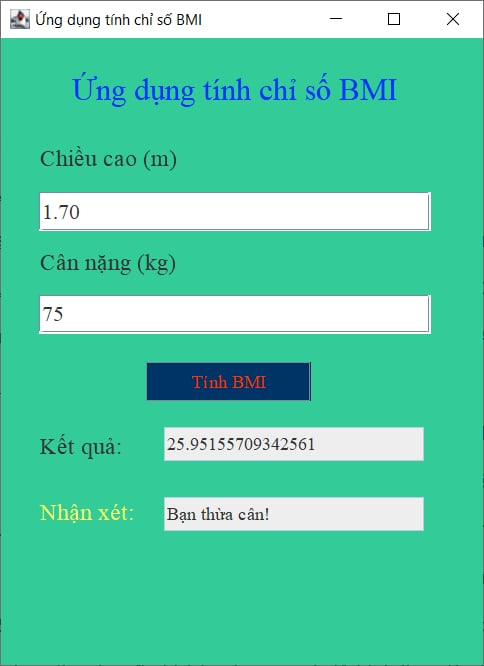 Ứng dụng tính chỉ số BMI
Ứng dụng tính chỉ số BMI
Chiều cao (m)
1.70
Cân nặng (kg)
75
Tính BMI
Kết quả:
25.95155709342561
Nhận xét:
Bạn thừa cân!